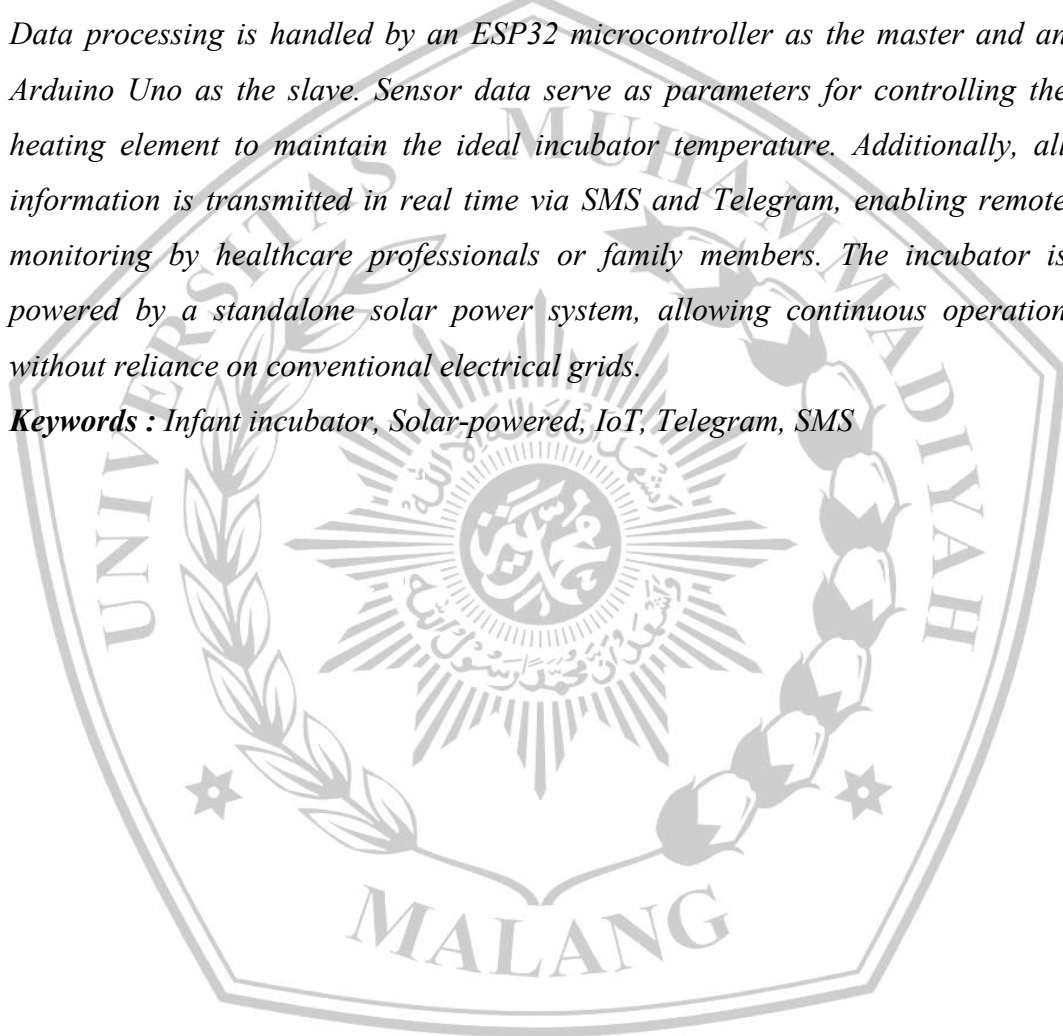 Data processing is handled by an ESP32 microcontroller as the master and an
Arduino Uno as the slave. Sensor data serve as parameters for controlling the
heating element to maintain the ideal incubator temperature. Additionally, all
information is transmitted in real time via SMS and Telegram, enabling remote
monitoring by healthcare professionals or family members. The incubator is
powered by a standalone solar power system, allowing continuous operation
without reliance on conventional electrical grids.
Keywords : Infant incubator, Solar-powered, IoT, Telegram, SMS
UNIVERSITAS MUHAMMADIYAH
MALANG